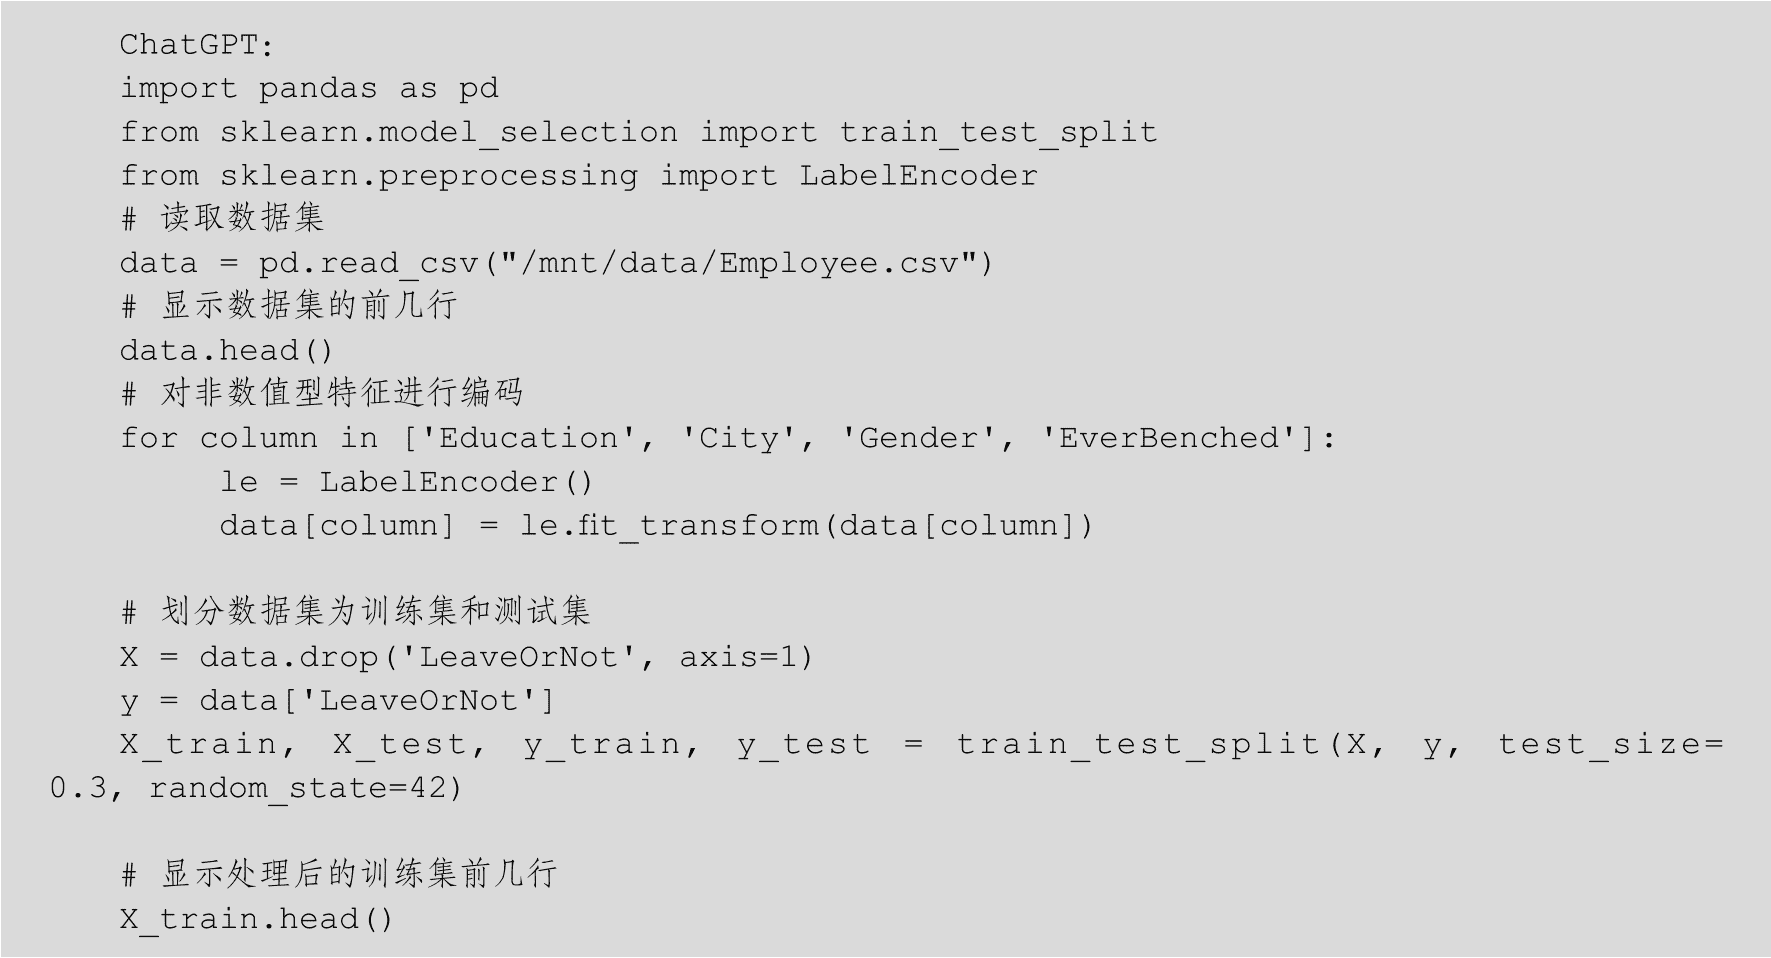 ChatGPT:
import pandas as pd
from sklearn.model_selection import train_test_split
from sklearn.preprocessing import LabelEncoder
# 读取数据集
data = pd.read_csv("/mnt/data/Employee.csv")
# 显示数据集的前几行
data.head()
# 对非数值型特征进行编码
for column in ['Education', 'City', 'Gender', 'EverBenched']:
     le = LabelEncoder()
     data[column] = le.fit_transform(data[column])
# 划分数据集为训练集和测试集
X = data.drop('LeaveOrNot', axis=1)
y = data['LeaveOrNot']
X_train, X_test, y_train, y_test = train_test_split(X, y, test_size=
0.3, random_state=42)
# 显示处理后的训练集前几行
X_train.head()